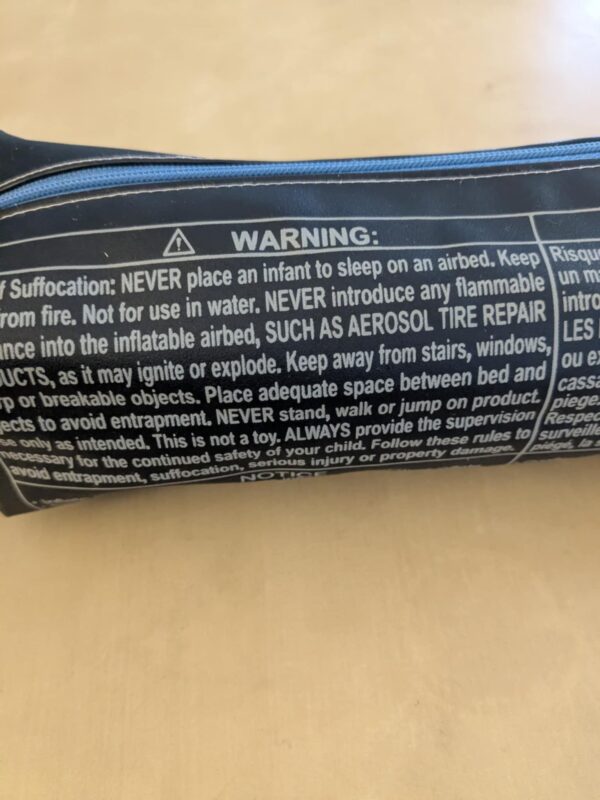 WARNING:
f Suffocation: NEVER place an infant to sleep on an airbed. Keep
rom fire. Not for use in water. NEVER introduce any flammable
nce into the inflatable airbed, SUCH AS AEROSOL TIRE REPAIR
UCTS, as it may ignite or explode. Keep away from stairs, windows,
rp or breakable objects. Place adequate space between bed and
jects to avoid entrapment. NEVER stand, walk or jump on product.
se only as intended. This is not a toy. ALWAYS provide the supervision
necessary for the continued safety of your child. Follow these rules to
avoid entrapment, suffocation, serious injury or property damage.
NOTICE
Risque
un ma
intro
LES
ou ex
cassa
piege
Respec
surveille
piégé, la s